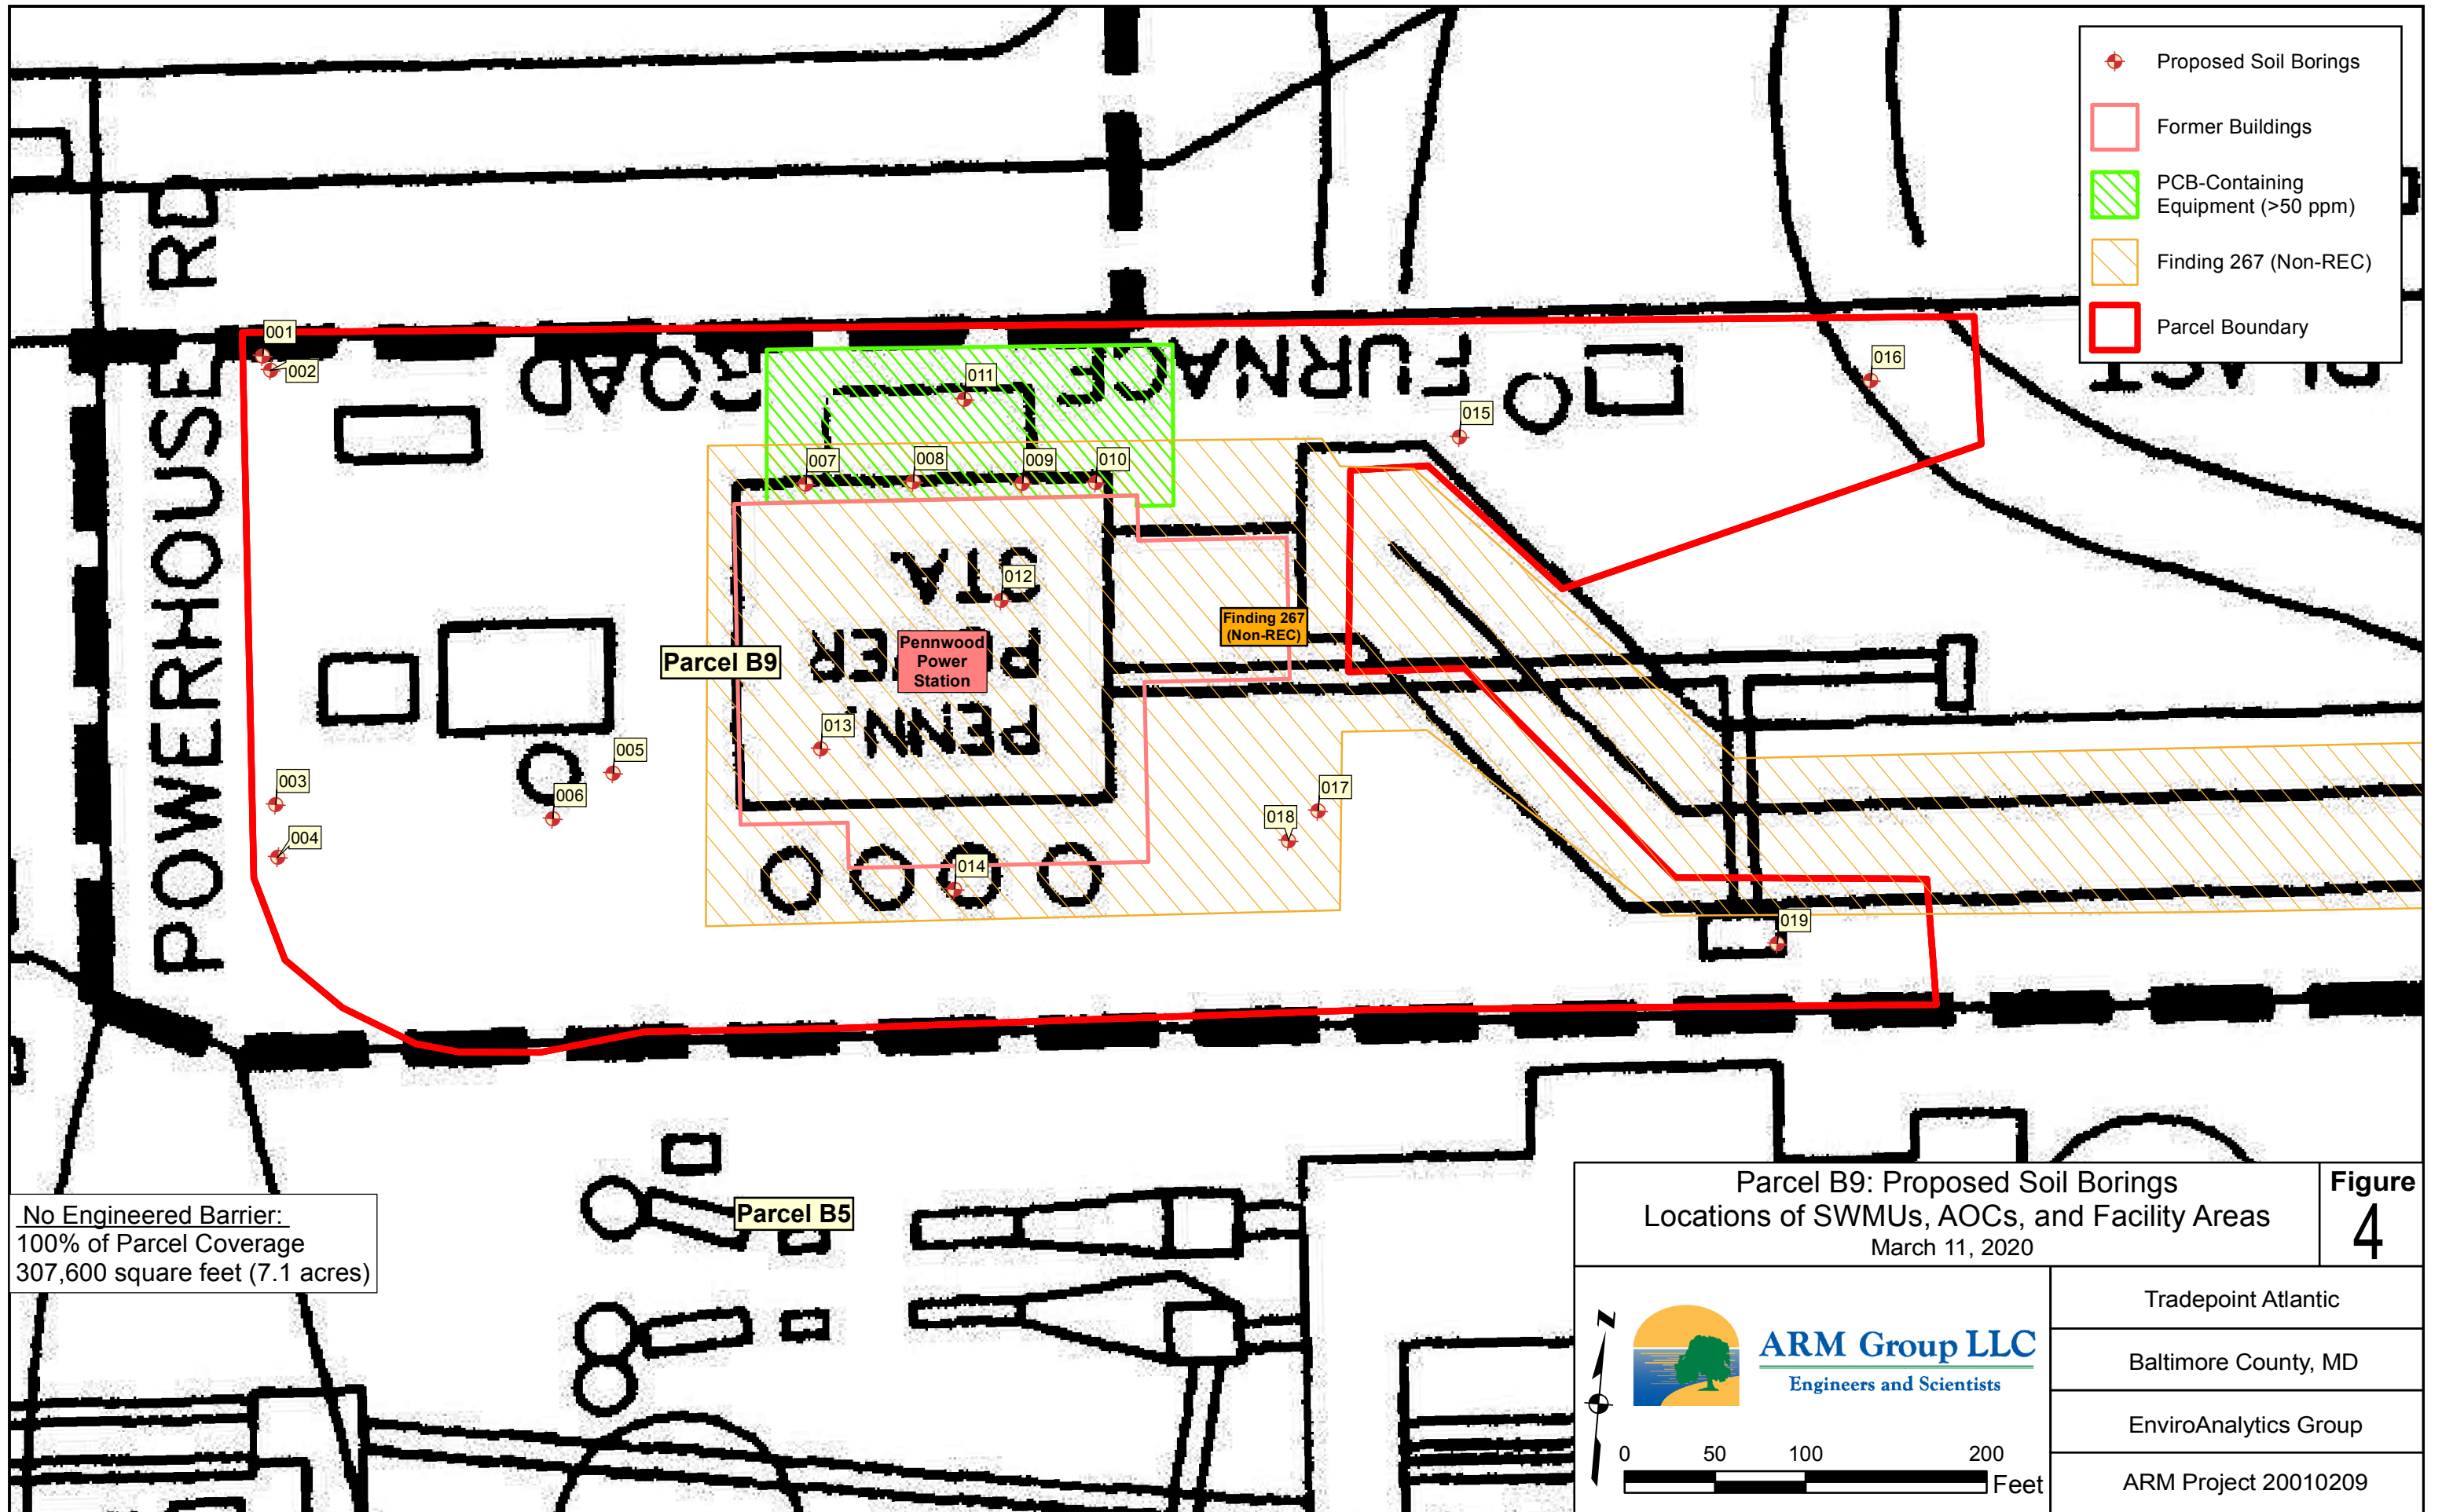 Proposed Soil Borings
Former Buildings
PCB-Containing
Equipment (>50 ppm)
Finding 267 (Non-REC)
Parcel Boundary
POWERHOUSE RD
FURNACE
ROAD
001
002
011
016
015
007
008
009
010
STA
012
Finding 267
(Non-REC)
Parcel B9
Pennwood
Power
Station
PENN.
013
005
003
006
004
017
018
014
019
Parcel B5
No Engineered Barrier:
100% of Parcel Coverage
307,600 square feet (7.1 acres)
Parcel B9: Proposed Soil Borings
Locations of SWMUs, AOCs, and Facility Areas
March 11, 2020
Figure
4
N
ARM Group LLC
Engineers and Scientists
0 50 100 200
Feet
Tradepoint Atlantic
Baltimore County, MD
EnviroAnalytics Group
ARM Project 20010209